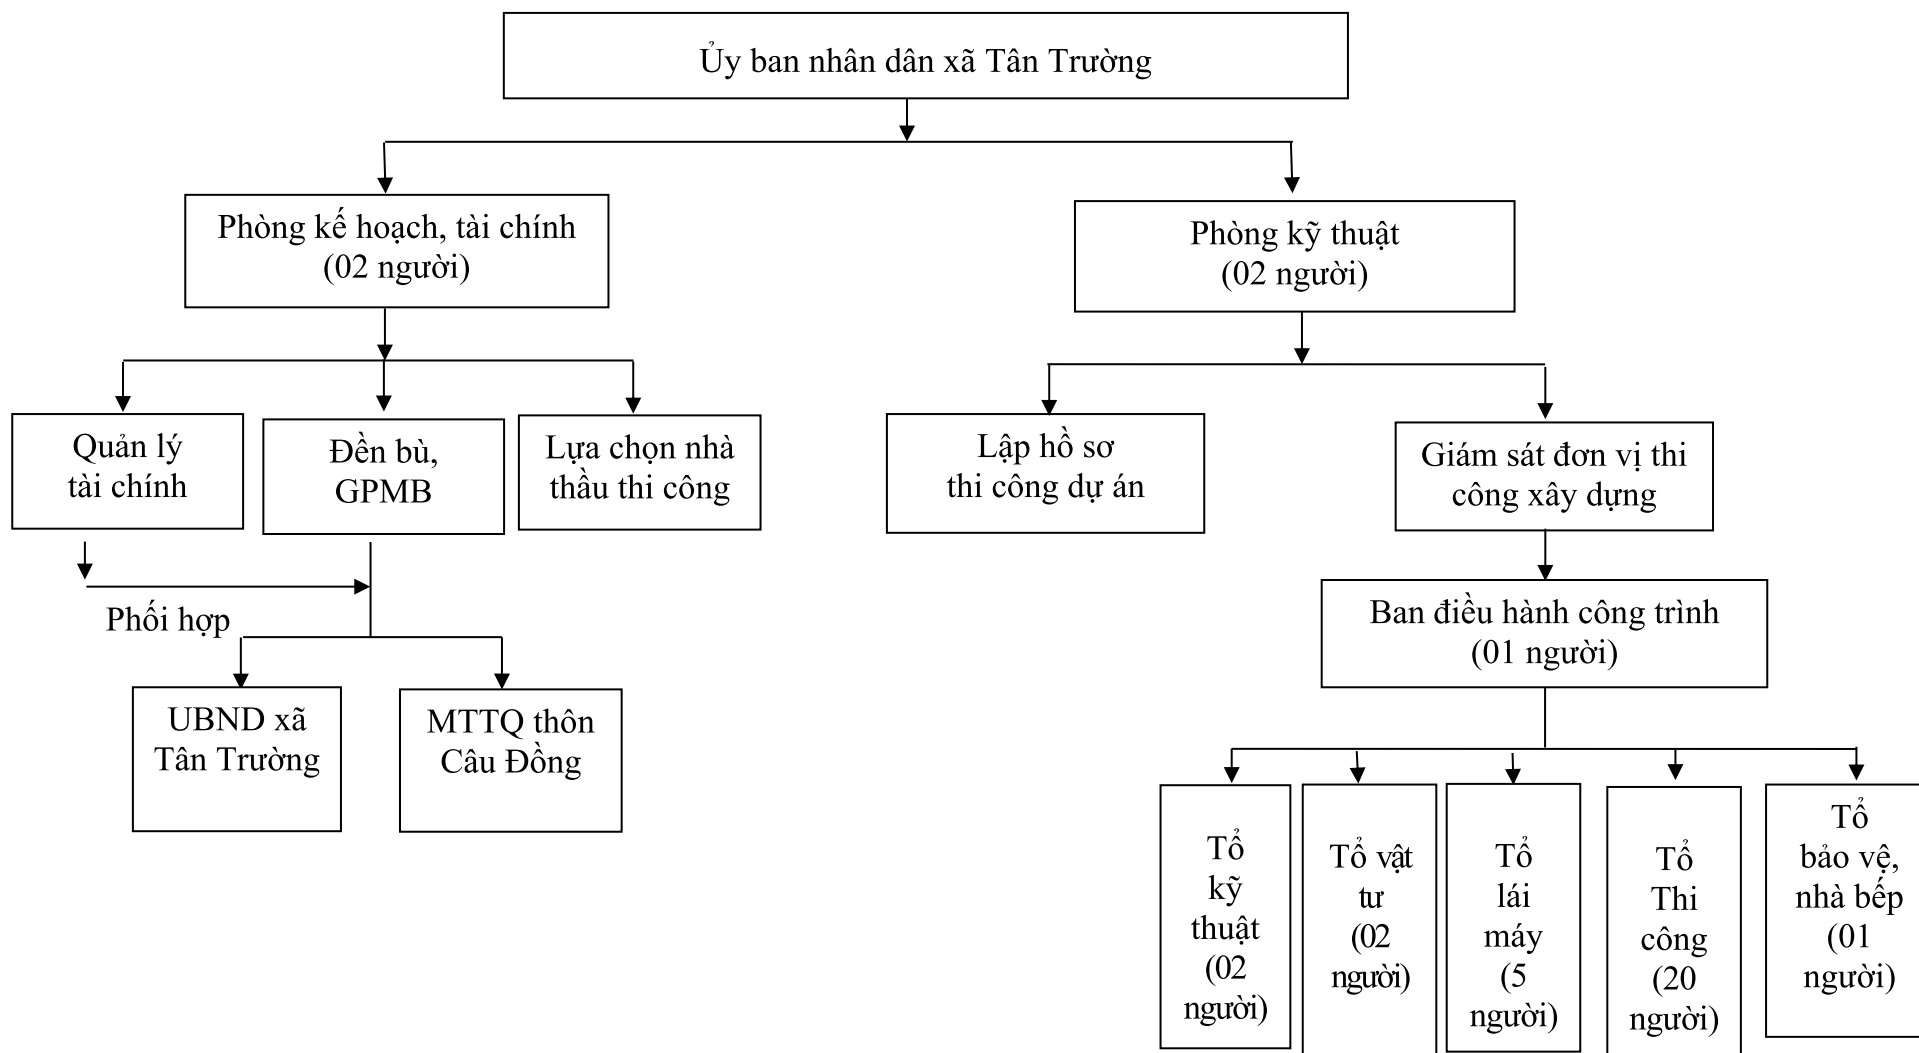 Ủy ban nhân dân xã Tân Trường
Phòng kế hoạch, tài chính
(02 người)
Phòng kỹ thuật
(02 người)
Quản lý
tài chính
Đền bù,
GPMB
Lựa chọn nhà
thầu thi công
Lập hồ sơ
thi công dự án
Giám sát đơn vị thi
công xây dựng
Phối hợp
Ban điều hành công trình
(01 người)
UBND xã
Tân Trường
MTTQ thôn
Câu Đồng
Tổ
kỹ
thuật
(02
người)
Tổ vật
tư
(02
người)
Tổ
lái
máy
(5
người)
Tổ
Thi
công
(20
người)
Tổ
bảo vệ,
nhà bếp
(01
người)